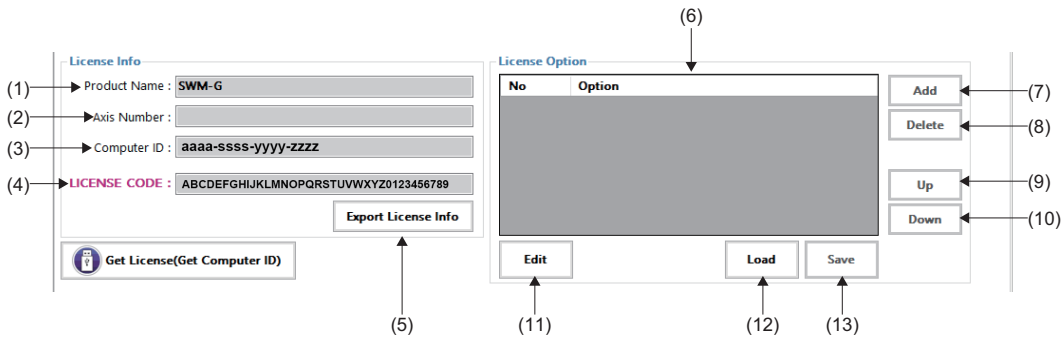 (6)
License Info
License Option
(1) Product Name : SWM-G
No Option
Add (7)
(2) Axis Number :
Delete (8)
(3) Computer ID : aaaa-ssss-yyyy-zzzz
(4) LICENSE CODE : ABCDEFGHIJKLMNOPQRSTUVWXYZ0123456789
Up (9)
Export License Info
Down (10)
Get License(Get Computer ID)
Edit
Load
Save
(5)
(11)
(12)
(13)